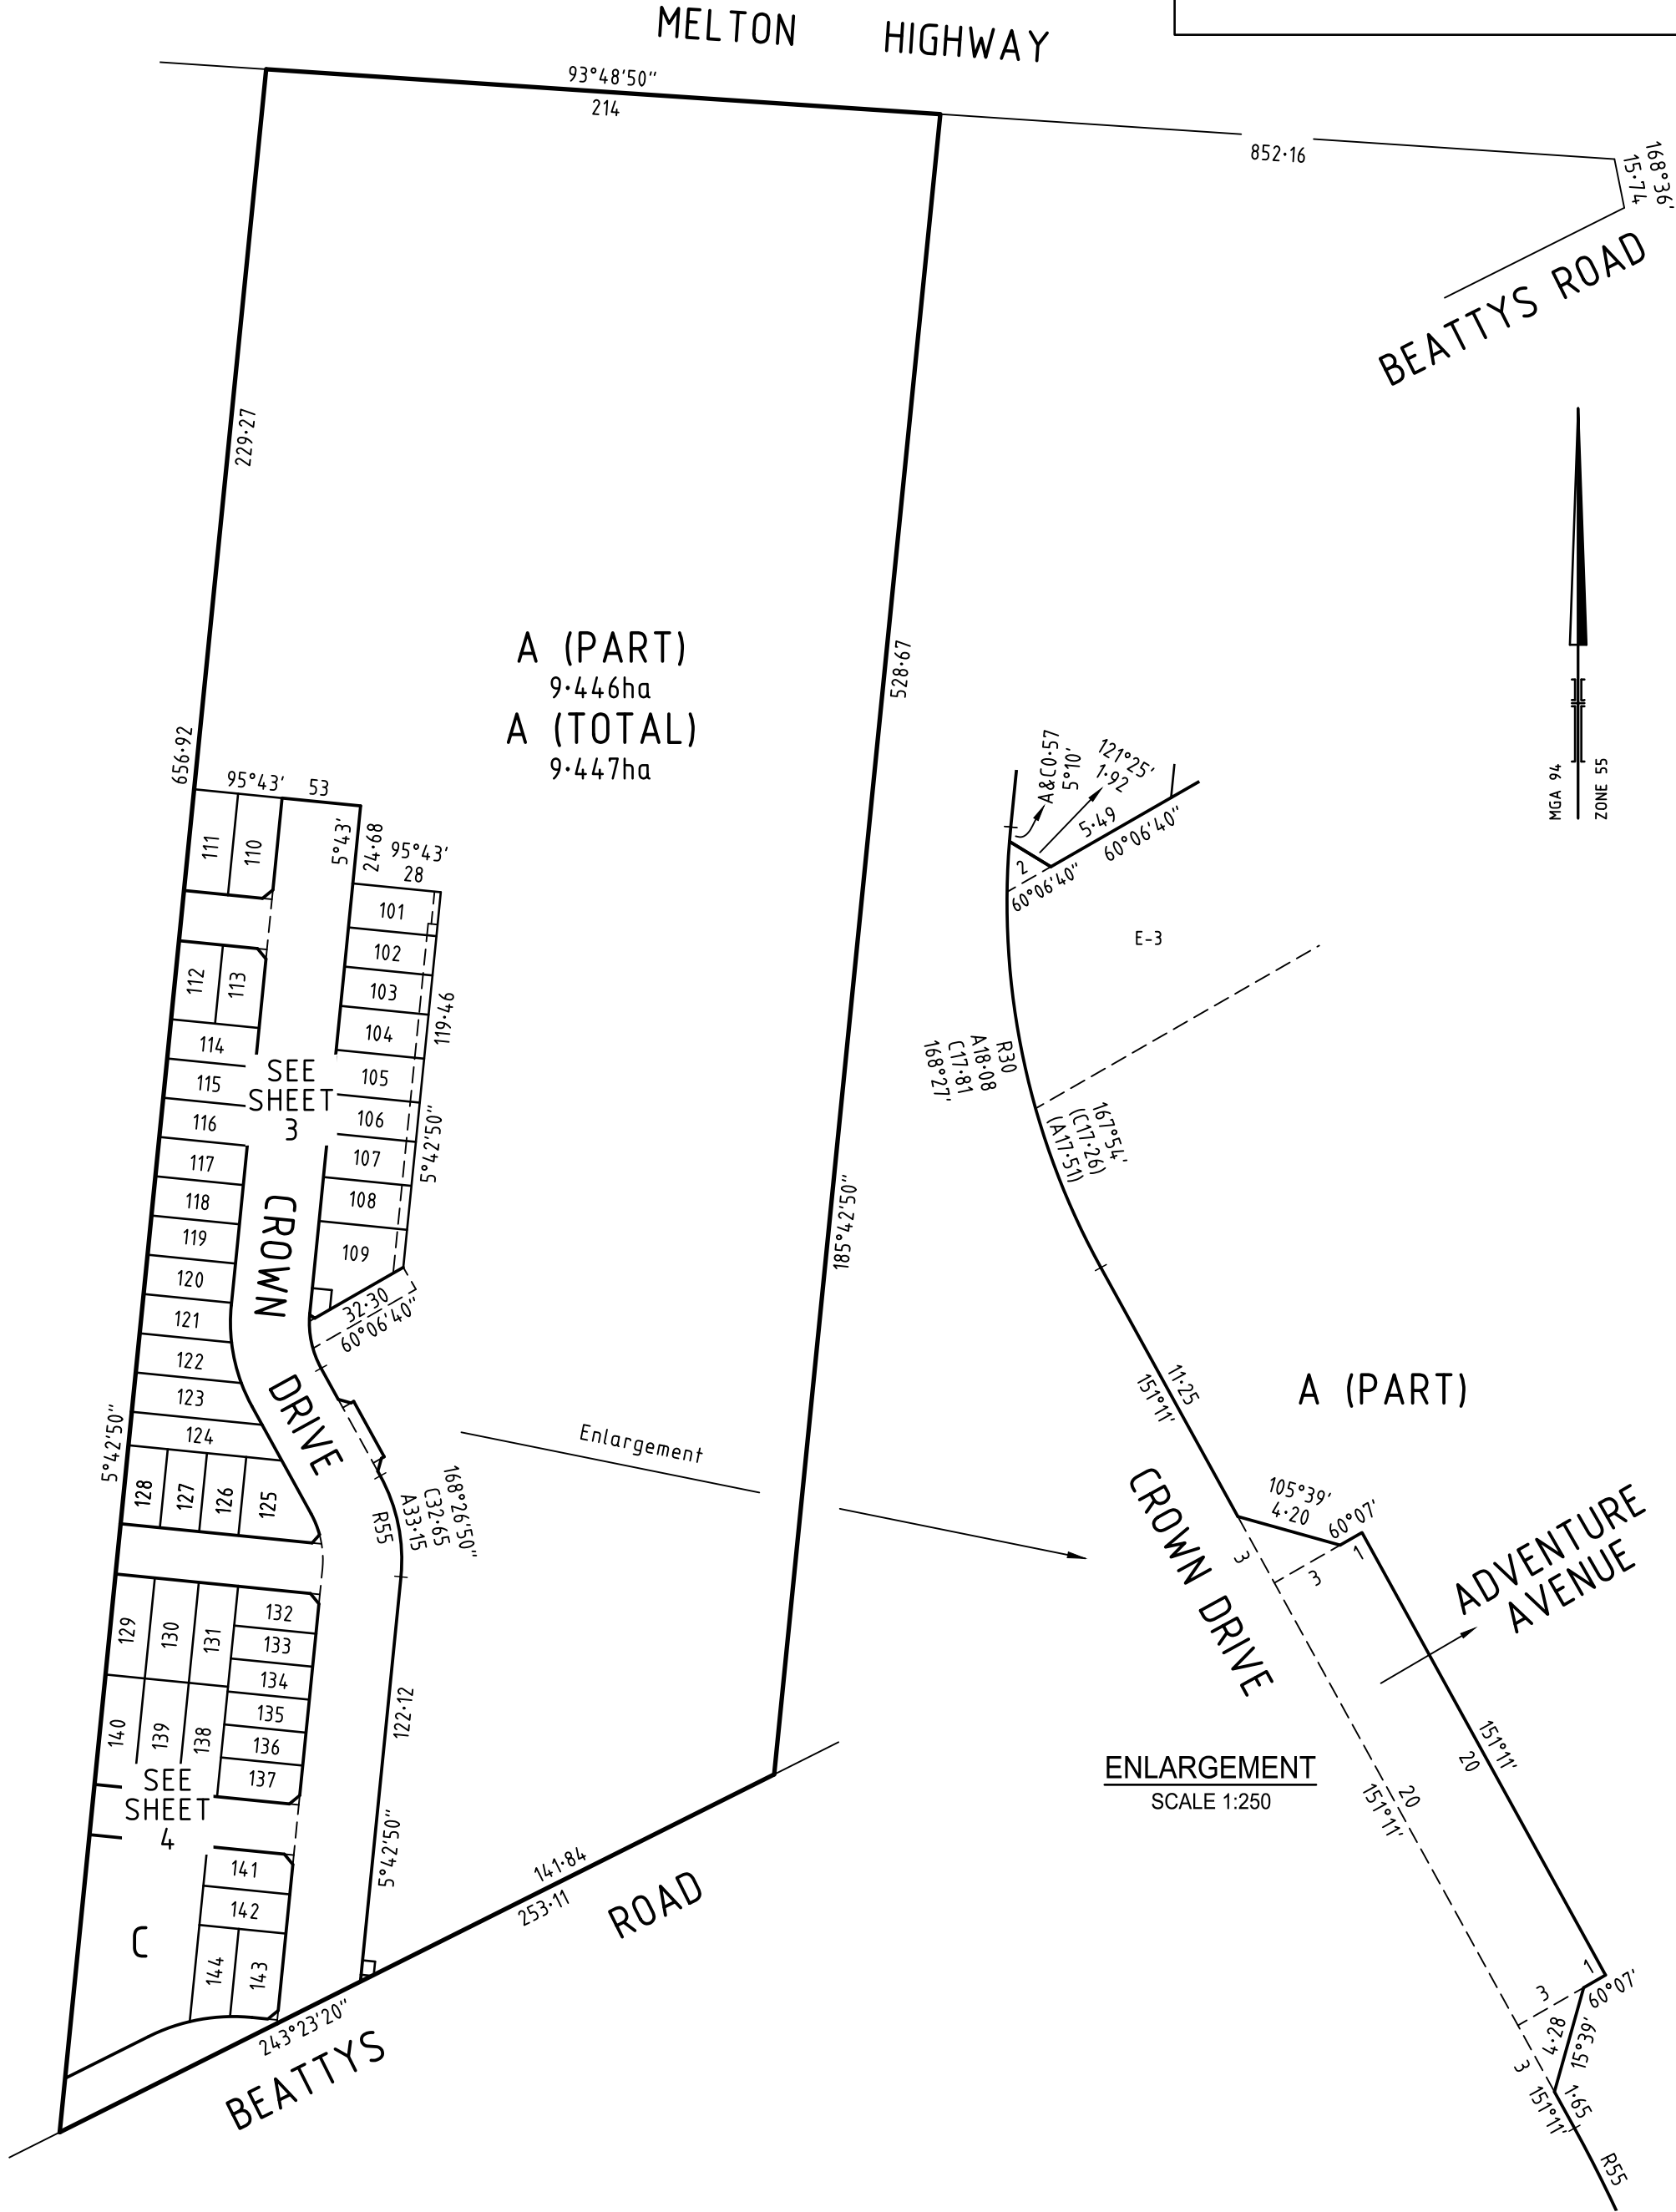 MELTON HIGHWAY
93°48'50"
214
852·16
168°36'
15·74
BEATTYS ROAD
229·27
656·92
A (PART)
9·446ha
A (TOTAL)
9·447ha
528·67
185°42'50"
MGA 94
ZONE 55
95°43'
53
111
110
5°43'
24·68
95°43'
28
101
102
103
104
105
106
107
108
109
119·46
5°42'50"
112
113
114
115
116
117
118
119
120
121
122
123
124
SEE
SHEET
3
CROWN
DRIVE
32·30
60°06'40"
5°42'50"
128
127
126
125
R55
A33·15
C32·65
168°26'50"
Enlargement
129
130
131
132
133
134
135
136
137
140
139
138
SEE
SHEET
4
141
142
144
143
C
122·12
5°42'50"
141·84
253·11
243°23'20"
BEATTYS
ROAD
A&C0·57
5°10'
121°25'
1·92
5·49
60°06'40"
2
60°06'40"
E-3
R30
A18·08
C17·81
168°27'
167°54'
(C17·26)
(A17·51)
11·25
151°11'
A (PART)
105°39'
4·20
60°07'
1
3
3
CROWN DRIVE
ADVENTURE
AVENUE
151°11'
20
20
151°11'
ENLARGEMENT
SCALE 1:250
1
60°07'
3
4·28
15°39'
3
1·65
151°11'
R55